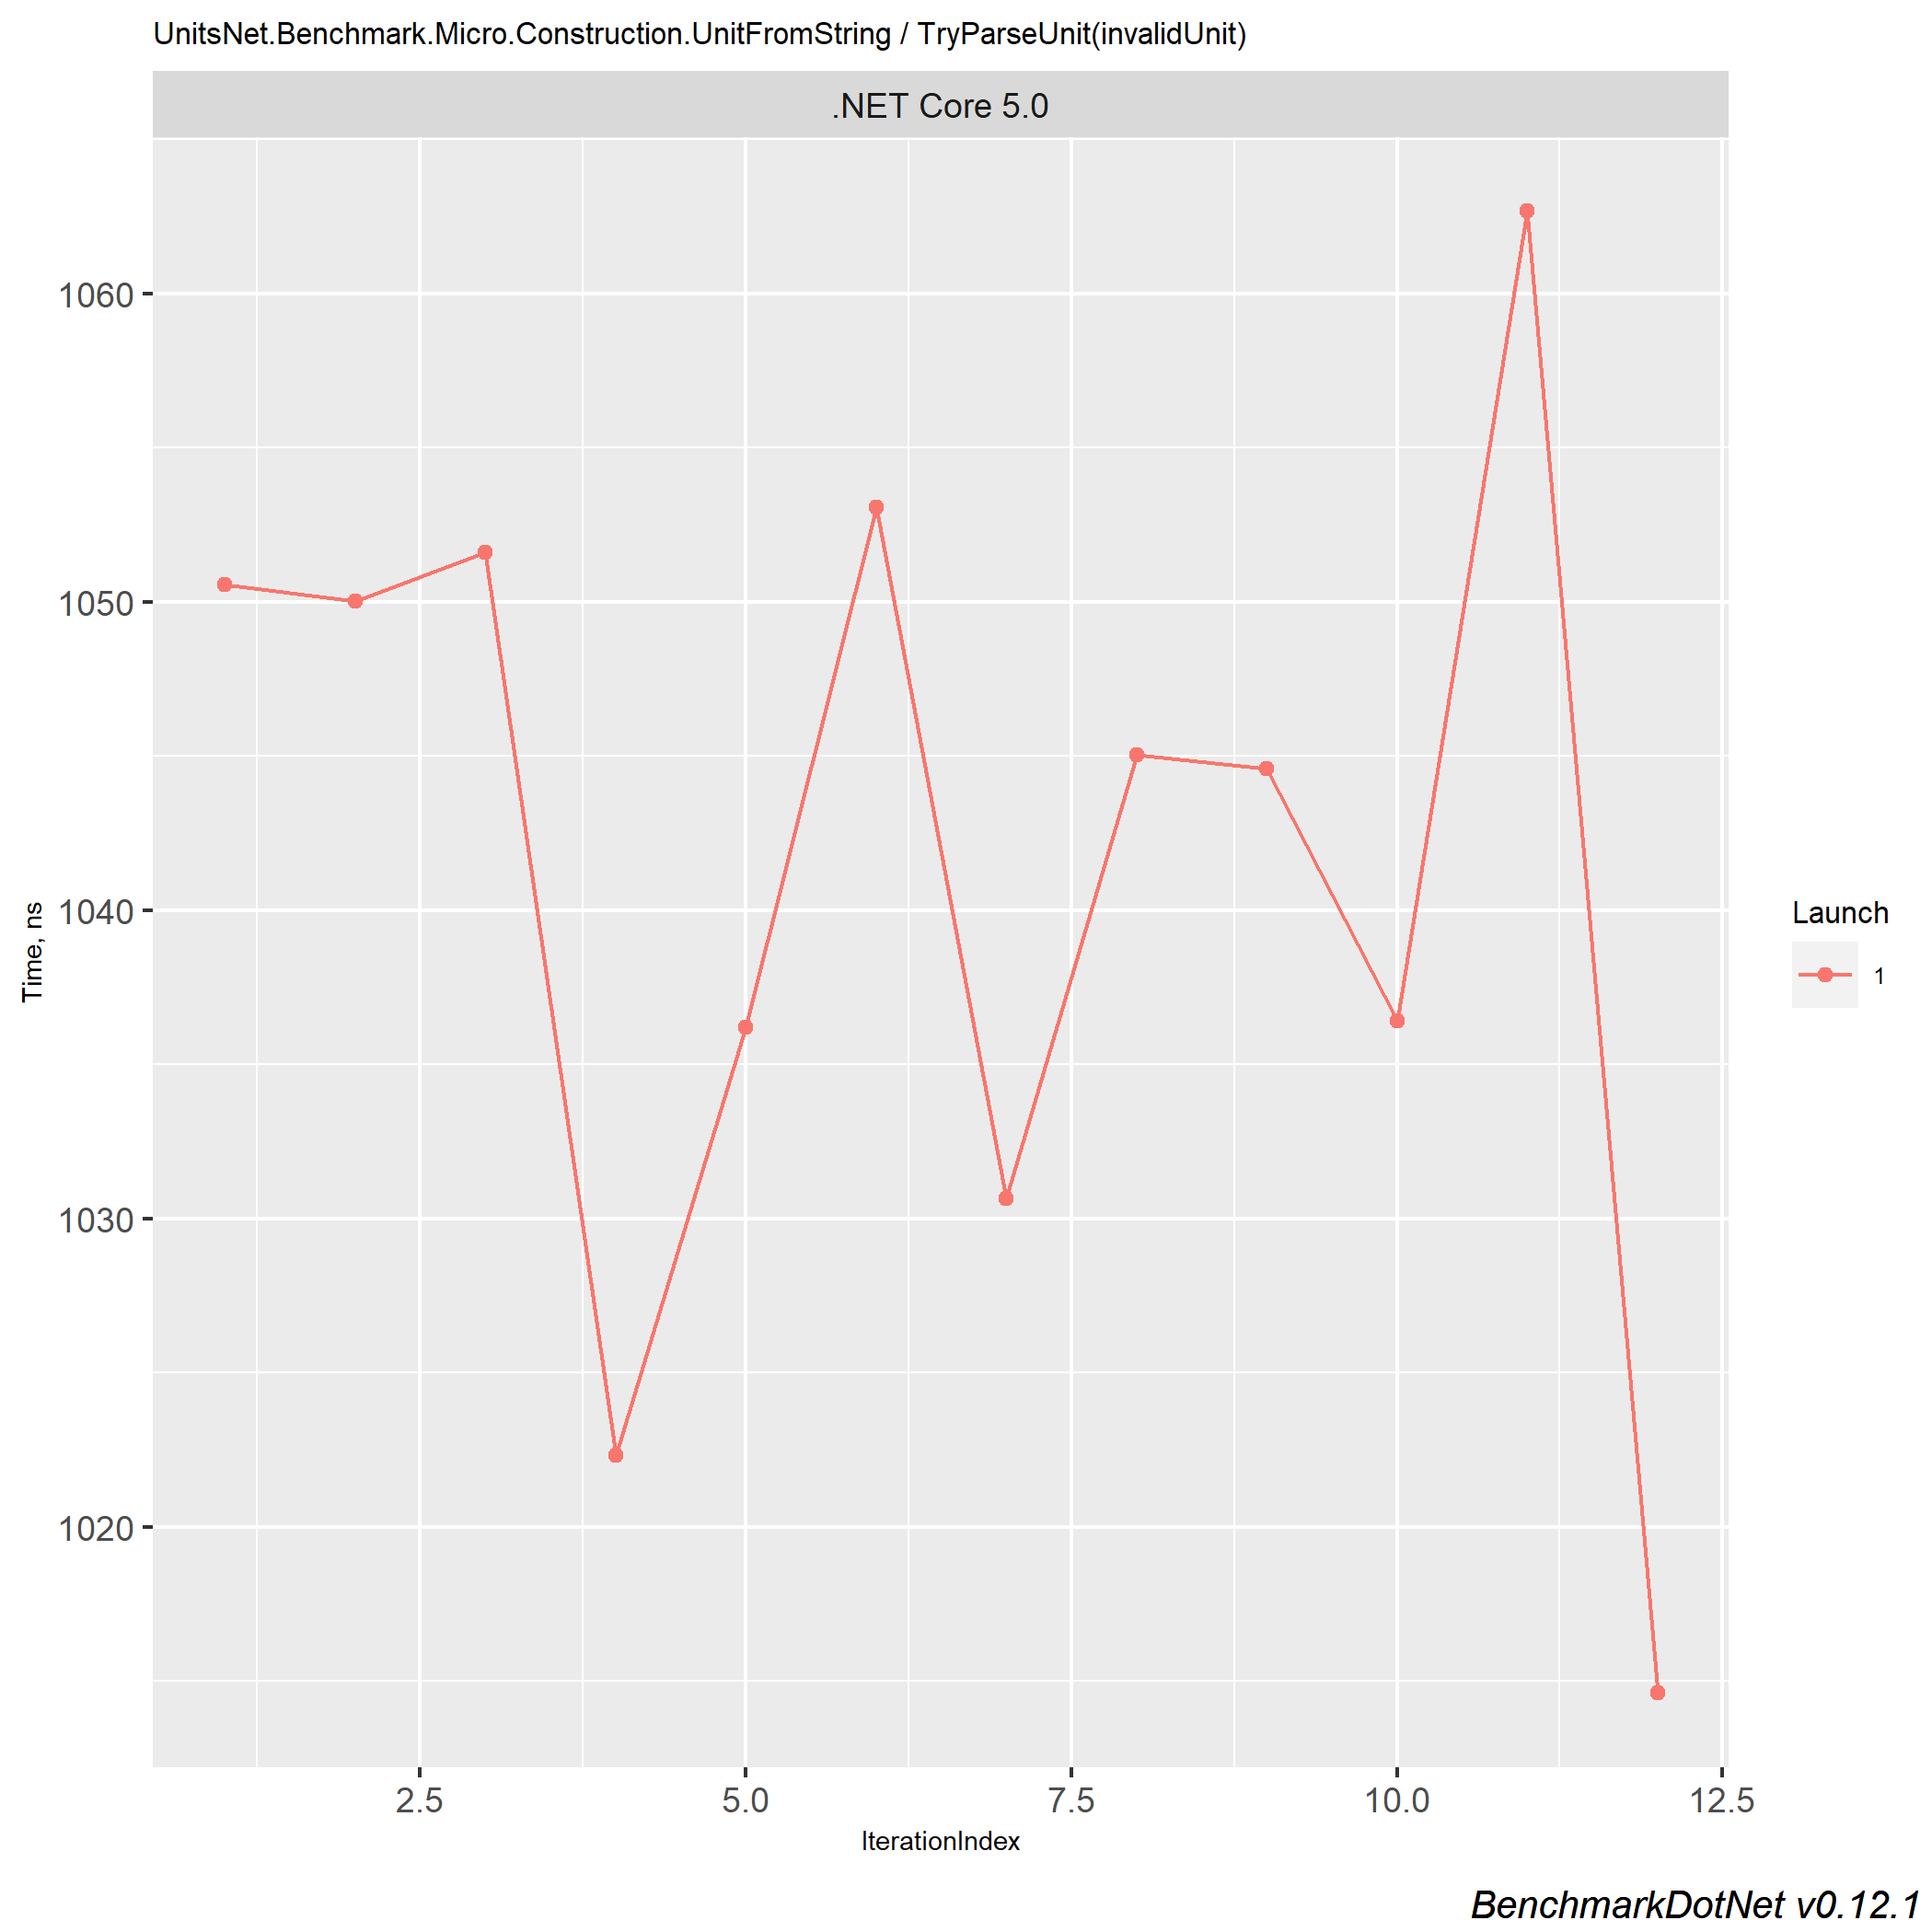 UnitsNet.Benchmark.Micro.Construction.UnitFromString / TryParseUnit(invalidUnit)
.NET Core 5.0
1060
1050
1040
1030
1020
Time, ns
2.5 5.0 7.5 10.0 12.5
IterationIndex
Launch
1
BenchmarkDotNet v0.12.1